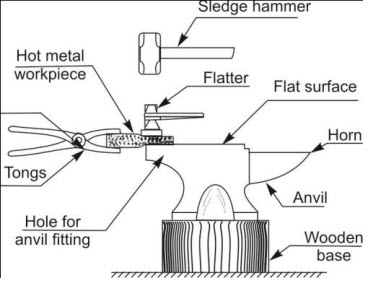 Sledge hammer
Hot metal
workpiece
Flatter
Flat surface
Horn
Tongs
Anvil
Hole for
anvil fitting
Wooden
base